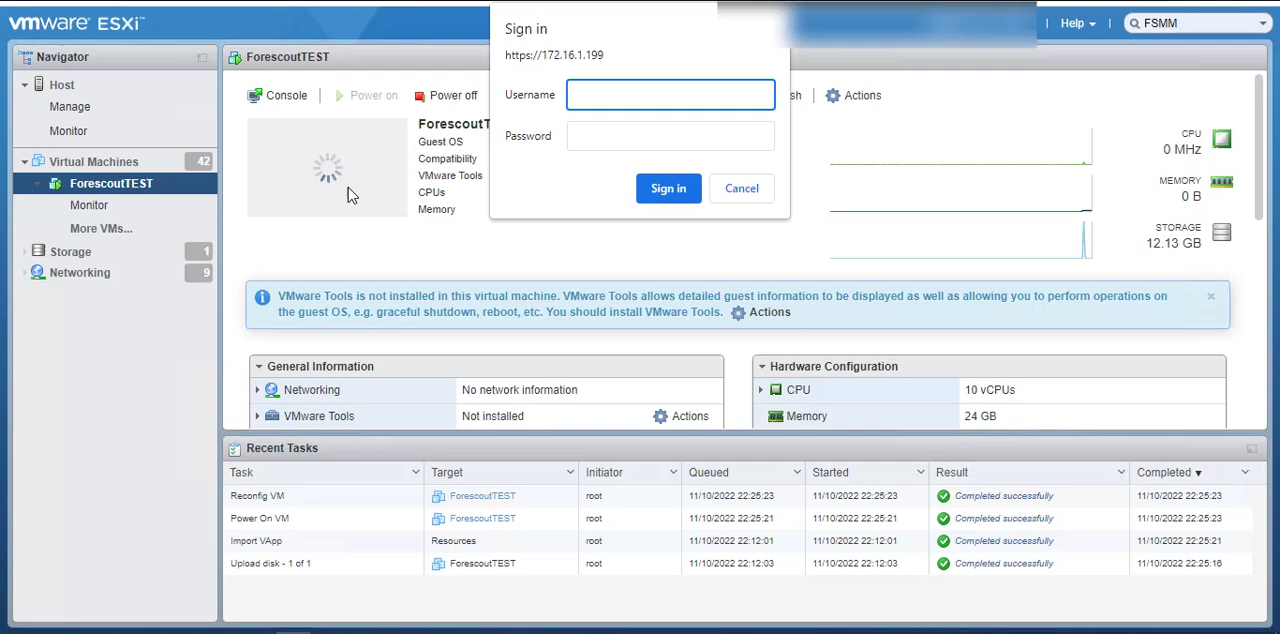 vmware ESXi™
Help
FSMM
Navigator
Host
Manage
Monitor
Virtual Machines 42
ForescoutTEST
Monitor
More VMs...
Storage 1
Networking 9
ForescoutTEST
Console
Power on
Power off
Actions
Sign in
https://172.16.1.199
Username
Password
Sign in
Cancel
Guest OS
Compatibility
VMware Tools
CPUs
Memory
CPU
0 MHz
MEMORY
0 B
STORAGE
12.13 GB
VMware Tools is not installed in this virtual machine. VMware Tools allows detailed guest information to be displayed as well as allowing you to perform operations on
the guest OS, e.g. graceful shutdown, reboot, etc. You should install VMware Tools. Actions
General Information
Networking No network information
VMware Tools Not installed Actions
Hardware Configuration
CPU 10 vCPUs
Memory 24 GB
Recent Tasks
Task Target Initiator Queued Started Result Completed
Reconfig VM ForescoutTEST root 11/10/2022 22:25:23 11/10/2022 22:25:23 Completed successfully 11/10/2022 22:25:23
Power On VM ForescoutTEST root 11/10/2022 22:25:21 11/10/2022 22:25:21 Completed successfully 11/10/2022 22:25:23
Import VApp Resources root 11/10/2022 22:12:01 11/10/2022 22:12:01 Completed successfully 11/10/2022 22:25:21
Upload disk - 1 of 1 ForescoutTEST root 11/10/2022 22:12:03 11/10/2022 22:12:03 Completed successfully 11/10/2022 22:25:16